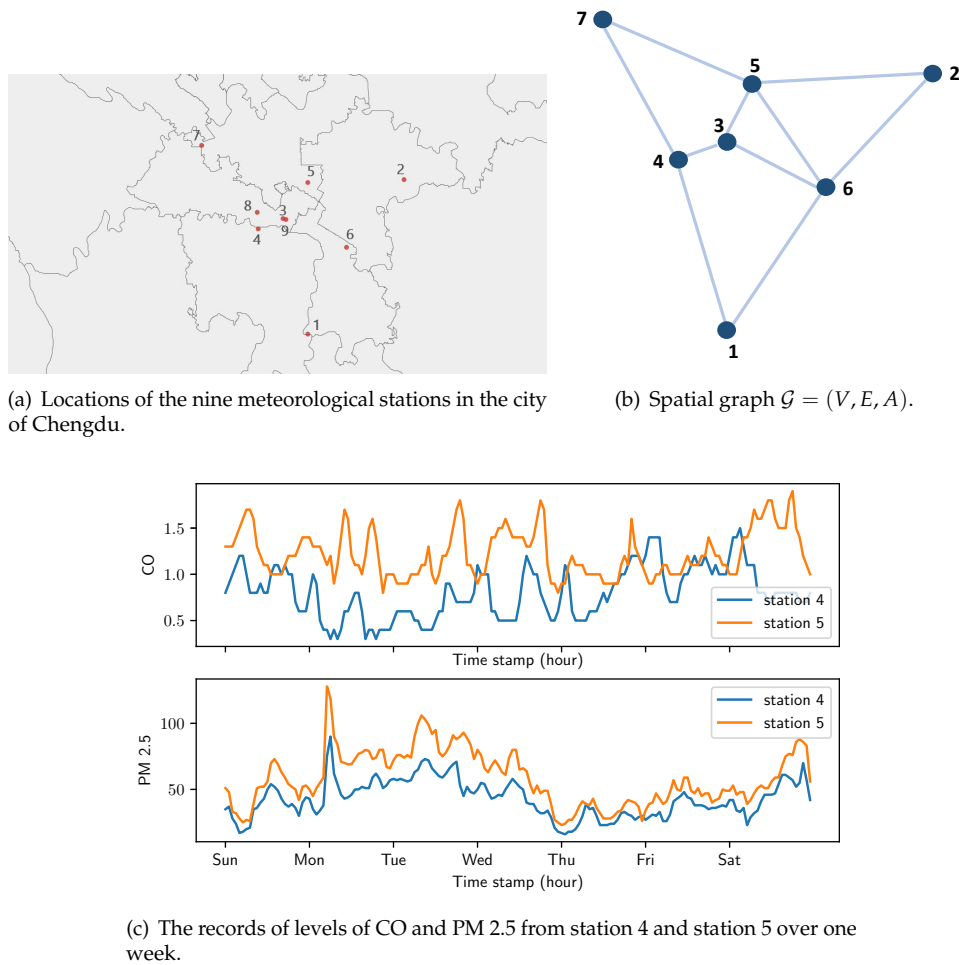 7
5
2
8
3
9
4
6
1
(a) Locations of the nine meteorological stations in the city
of Chengdu.
7
5
2
3
4
6
1
(b) Spatial graph 𝒢 = (V, E, A).
CO
1.5
1.0
0.5
station 4
station 5
Time stamp (hour)
PM 2.5
100
50
station 4
station 5
Sun Mon Tue Wed Thu Fri Sat
Time stamp (hour)
(c) The records of levels of CO and PM 2.5 from station 4 and station 5 over one
week.